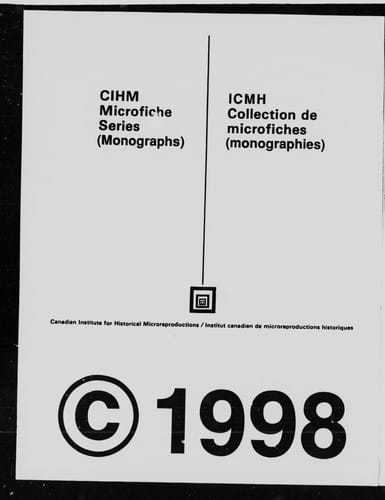 CIHM
Microfiche
Series
(Monographs)
ICMH
Collection de
microfiches
(monographies)
Canadian Institute for Historical Microreproductions / Institut canadien de microreproductions historiques
© 1998